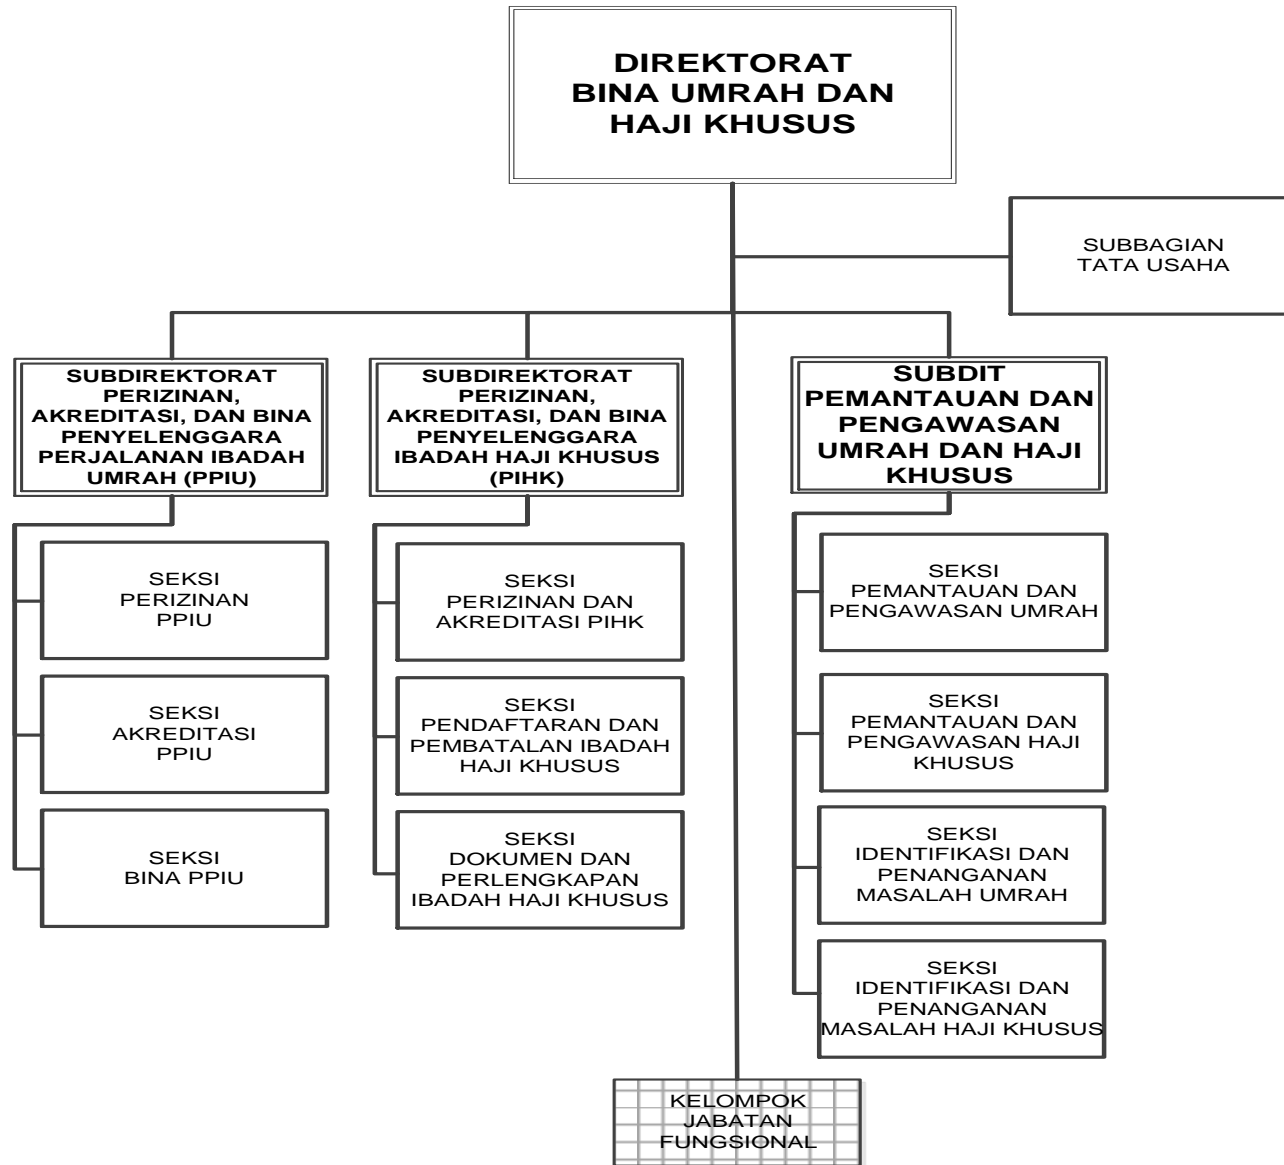 DIREKTORAT
BINA UMRAH DAN
HAJI KHUSUS
SUBBAGIAN
TATA USAHA
SUBDIREKTORAT
PERIZINAN,
AKREDITASI, DAN BINA
PENYELENGGARA
PERJALANAN IBADAH
UMRAH (PPIU)
SEKSI
PERIZINAN
PPIU
SEKSI
AKREDITASI
PPIU
SEKSI
BINA PPIU
SUBDIREKTORAT
PERIZINAN,
AKREDITASI, DAN BINA
PENYELENGGARA
IBADAH HAJI KHUSUS
(PIHK)
SEKSI
PERIZINAN DAN
AKREDITASI PIHK
SEKSI
PENDAFTARAN DAN
PEMBATALAN IBADAH
HAJI KHUSUS
SEKSI
DOKUMEN DAN
PERLENGKAPAN
IBADAH HAJI KHUSUS
SUBDIT
PEMANTAUAN DAN
PENGAWASAN
UMRAH DAN HAJI
KHUSUS
SEKSI
PEMANTAUAN DAN
PENGAWASAN UMRAH
SEKSI
PEMANTAUAN DAN
PENGAWASAN HAJI
KHUSUS
SEKSI
IDENTIFIKASI DAN
PENANGANAN
MASALAH UMRAH
SEKSI
IDENTIFIKASI DAN
PENANGANAN
MASALAH HAJI KHUSUS
KELOMPOK
JABATAN
FUNGSIONAL